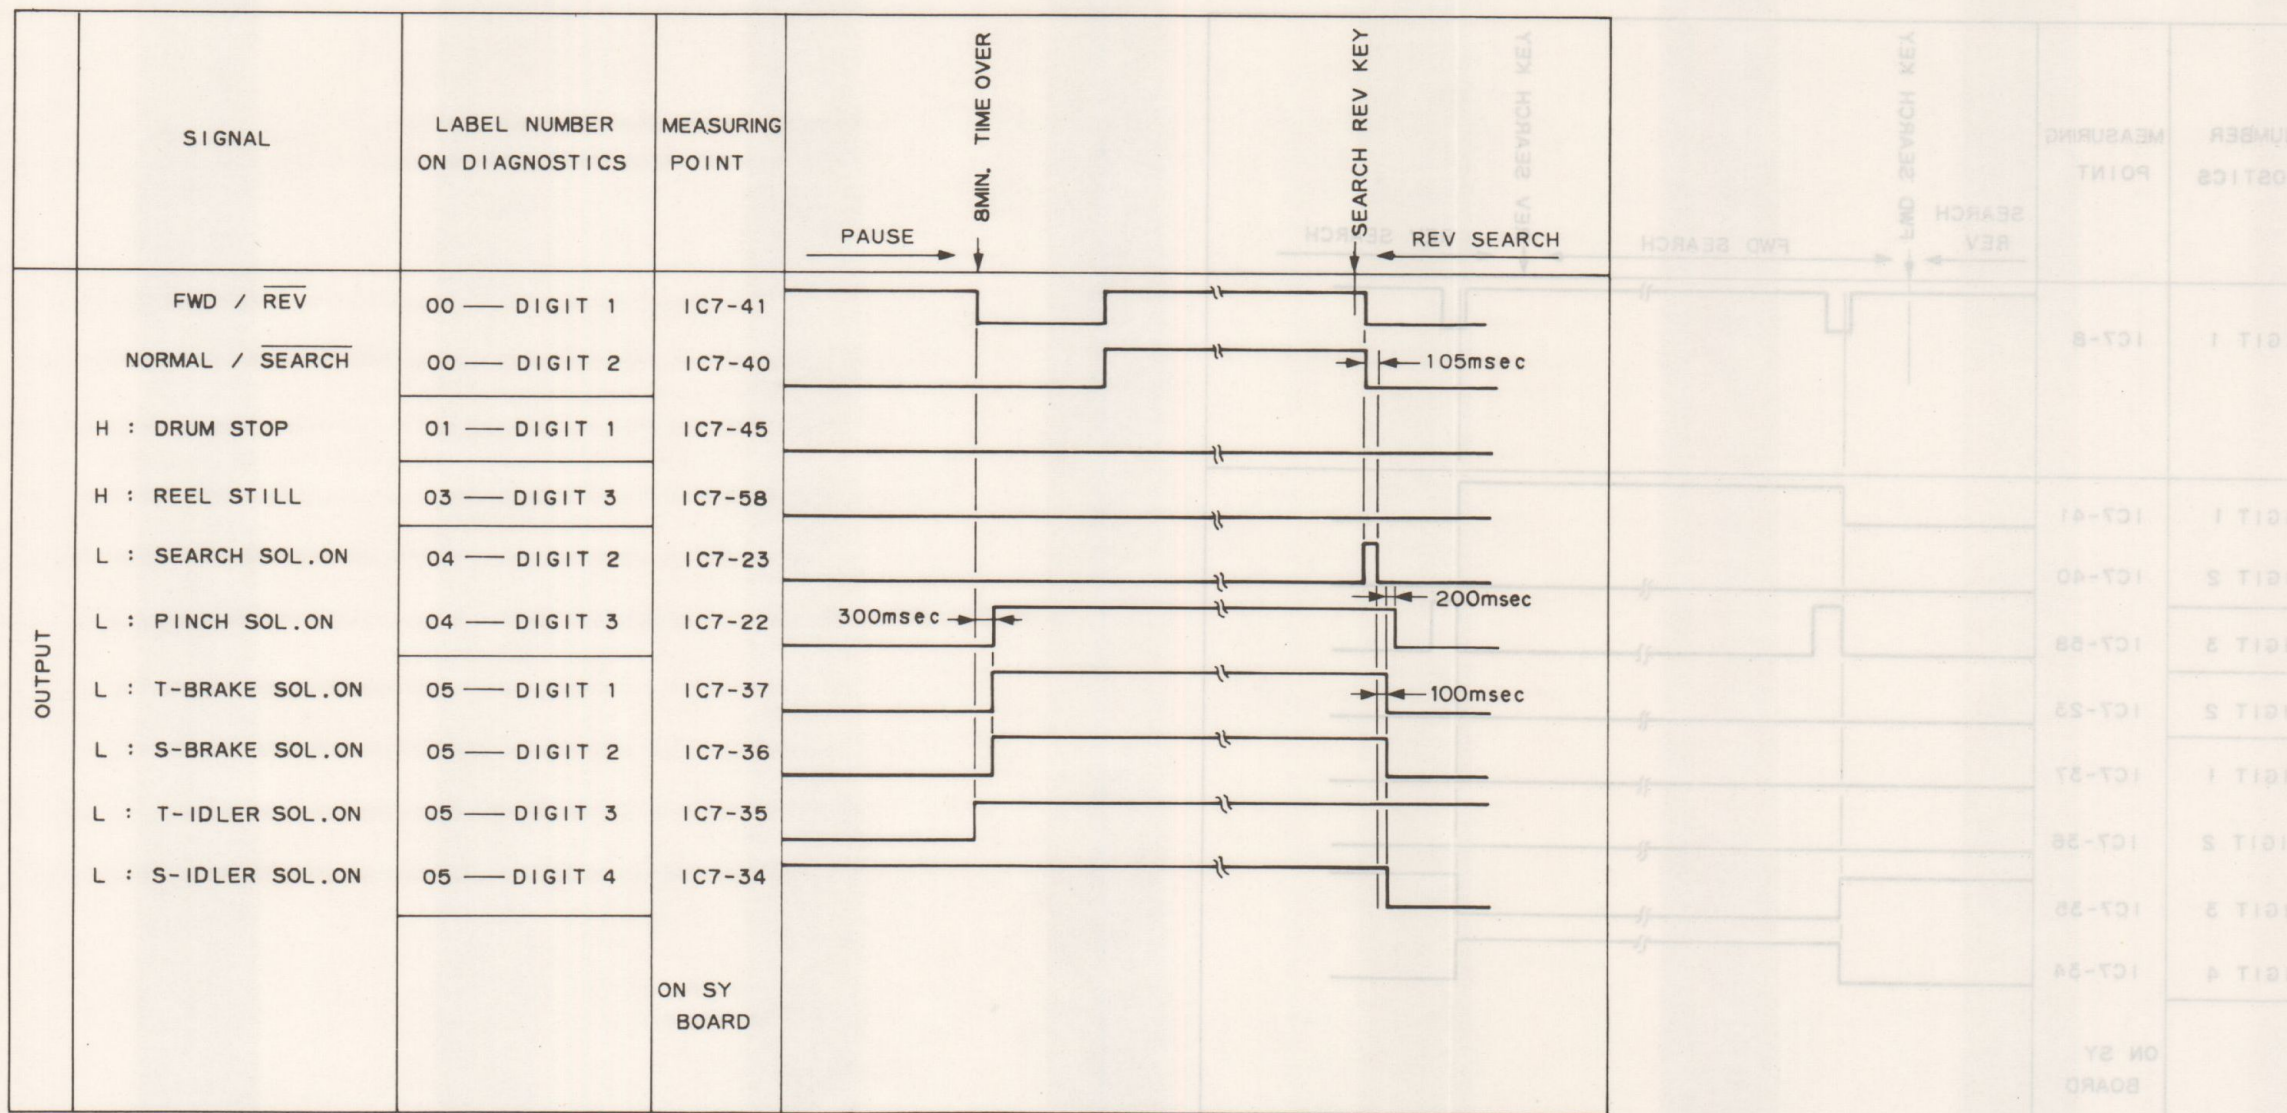 SIGNAL
LABEL NUMBER
ON DIAGNOSTICS
MEASURING
POINT
PAUSE
8MIN. TIME OVER
SEARCH REV KEY
REV SEARCH
OUTPUT
FWD / REV 00 — DIGIT 1 IC7-41
NORMAL / SEARCH 00 — DIGIT 2 IC7-40 105msec
H : DRUM STOP 01 — DIGIT 1 IC7-45
H : REEL STILL 03 — DIGIT 3 IC7-58
L : SEARCH SOL.ON 04 — DIGIT 2 IC7-23
200msec
L : PINCH SOL.ON 04 — DIGIT 3 IC7-22 300msec
L : T-BRAKE SOL.ON 05 — DIGIT 1 IC7-37 100msec
L : S-BRAKE SOL.ON 05 — DIGIT 2 IC7-36
L : T-IDLER SOL.ON 05 — DIGIT 3 IC7-35
L : S-IDLER SOL.ON 05 — DIGIT 4 IC7-34
ON SY
BOARD